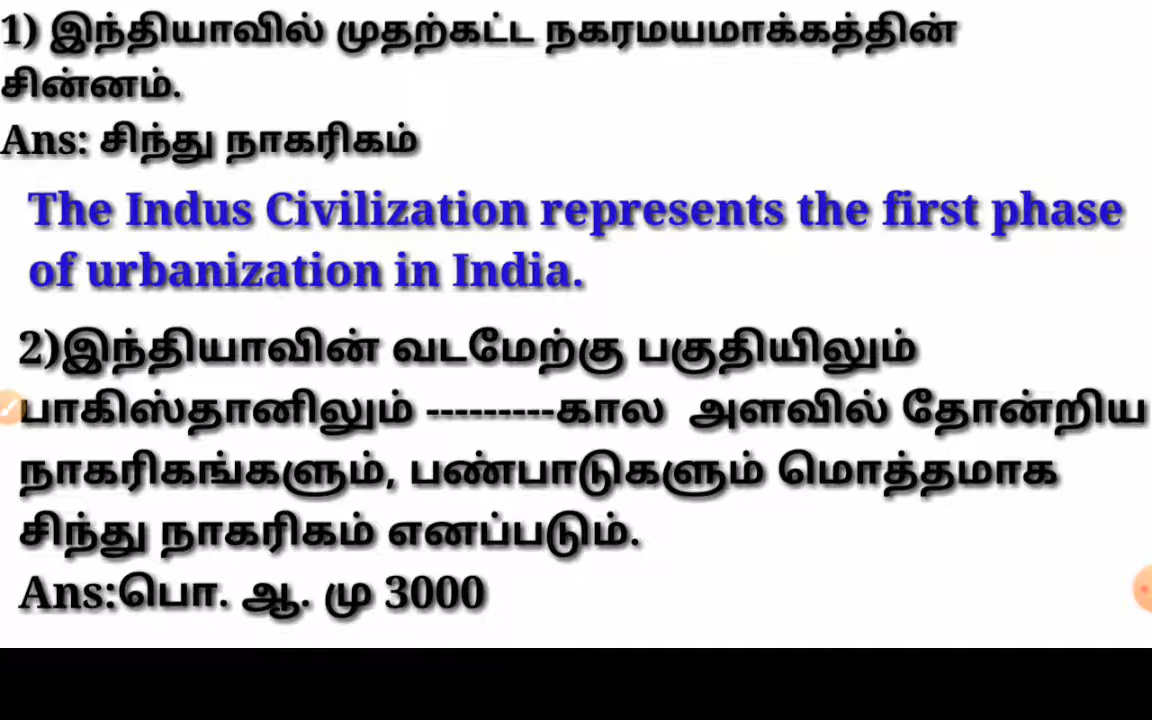 1) இந்தியாவில் முதற்கட்ட நகரமயமாக்கத்தின்
சின்னம்.
Ans: சிந்து நாகரிகம்
The Indus Civilization represents the first phase
of urbanization in India.
2)இந்தியாவின் வடமேற்கு பகுதியிலும்
பாகிஸ்தானிலும் ---------கால அளவில் தோன்றிய
நாகரிகங்களும், பண்பாடுகளும் மொத்தமாக
சிந்து நாகரிகம் எனப்படும்.
Ans:பொ. ஆ. மு 3000